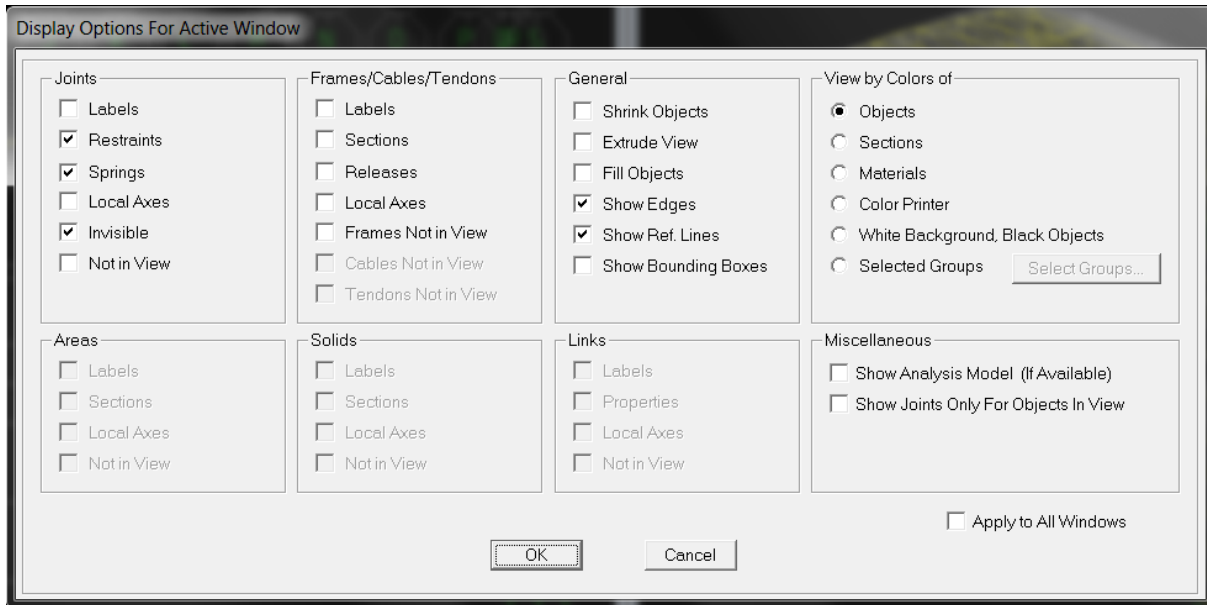 Display Options For Active Window
Joints
Labels
Restraints
Springs
Local Axes
Invisible
Not in View
Frames/Cables/Tendons
Labels
Sections
Releases
Local Axes
Frames Not in View
Cables Not in View
Tendons Not in View
General
Shrink Objects
Extrude View
Fill Objects
Show Edges
Show Ref. Lines
Show Bounding Boxes
View by Colors of
Objects
Sections
Materials
Color Printer
White Background, Black Objects
Selected Groups
Select Groups...
Areas
Labels
Sections
Local Axes
Not in View
Solids
Labels
Sections
Local Axes
Not in View
Links
Labels
Properties
Local Axes
Not in View
Miscellaneous
Show Analysis Model (If Available)
Show Joints Only For Objects In View
Apply to All Windows
OK
Cancel